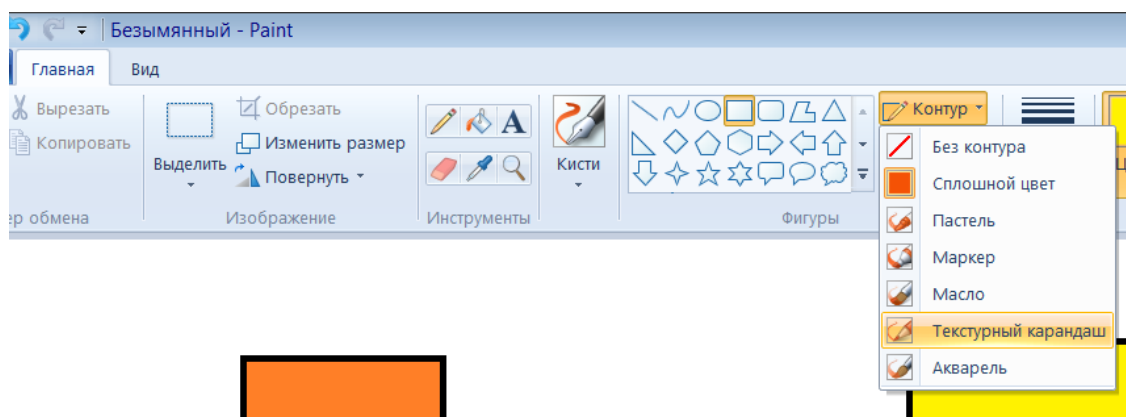 Безымянный - Paint
Главная Вид
Вырезать
Копировать
Выделить
Обрезать
Изменить размер
Повернуть
Изображение
A
Инструменты
Кисти
Фигуры
Контур
Без контура
Сплошной цвет
Пастель
Маркер
Масло
Текстурный карандаш
Акварель
обмена